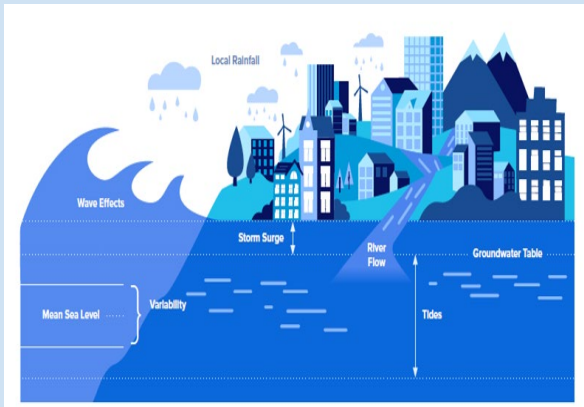 Local Rainfall
Wave Effects
Storm Surge
River
Flow
Groundwater Table
Mean Sea Level
Variability
Tides